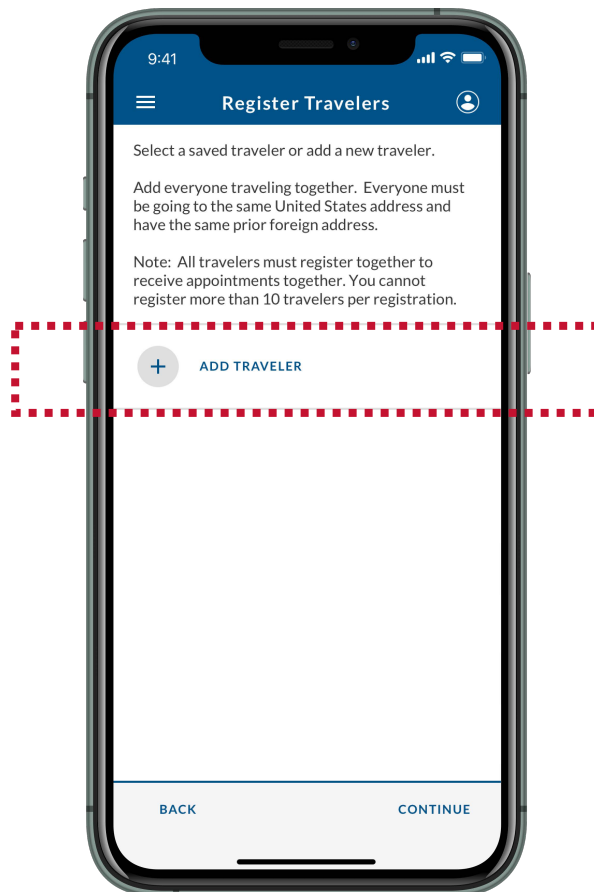 9:41
Register Travelers
Select a saved traveler or add a new traveler.
Add everyone traveling together.  Everyone must
be going to the same United States address and
have the same prior foreign address.
Note:  All travelers must register together to
receive appointments together. You cannot
register more than 10 travelers per registration.
+ ADD TRAVELER
BACK CONTINUE